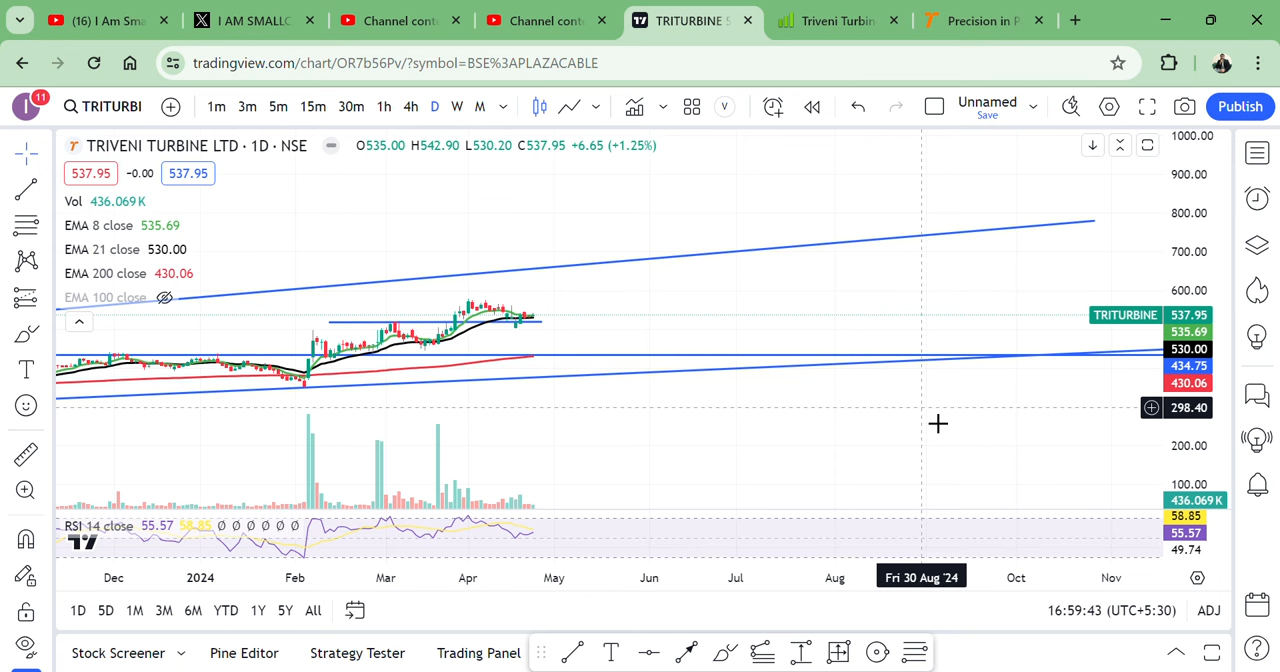 (16) I Am Sma
I AM SMALLC
Channel cont
Channel cont
TRITURBINE 5
Triveni Turbin
Precision in P
tradingview.com/chart/OR7b56Pv/?symbol=BSE%3APLAZACABLE
I 11 TRITURBI 1m 3m 5m 15m 30m 1h 4h D W M V Unnamed Publish
Save
TRIVENI TURBINE LTD · 1D · NSE O535.00 H542.90 L530.20 C537.95 +6.65 (+1.25%)
537.95 -0.00 537.95
Vol 436.069K
EMA 8 close 535.69
EMA 21 close 530.00
EMA 200 close 430.06
EMA 100 close
1000.00
900.00
800.00
700.00
600.00
TRITURBINE 537.95
535.69
530.00
434.75
430.06
298.40
200.00
100.00
436.069K
RSI 14 close 55.57 58.85 Ø Ø Ø Ø Ø Ø
58.85
55.57
49.74
Dec 2024 Feb Mar Apr May Jun Jul Aug Fri 30 Aug '24 Oct Nov
1D 5D 1M 3M 6M YTD 1Y 5Y All 16:59:43 (UTC+5:30) ADJ
Stock Screener Pine Editor Strategy Tester Trading Panel